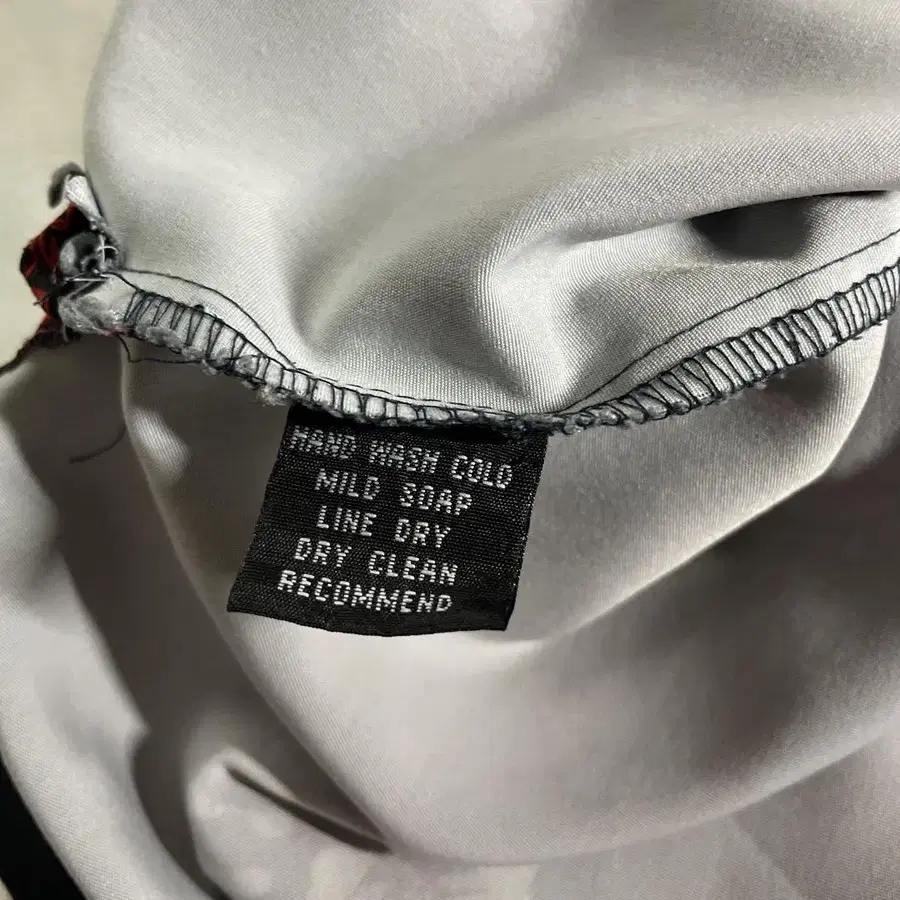 HAND WASH COLD
MILD SOAP
LINE DRY
DRY CLEAN
RECOMMEND